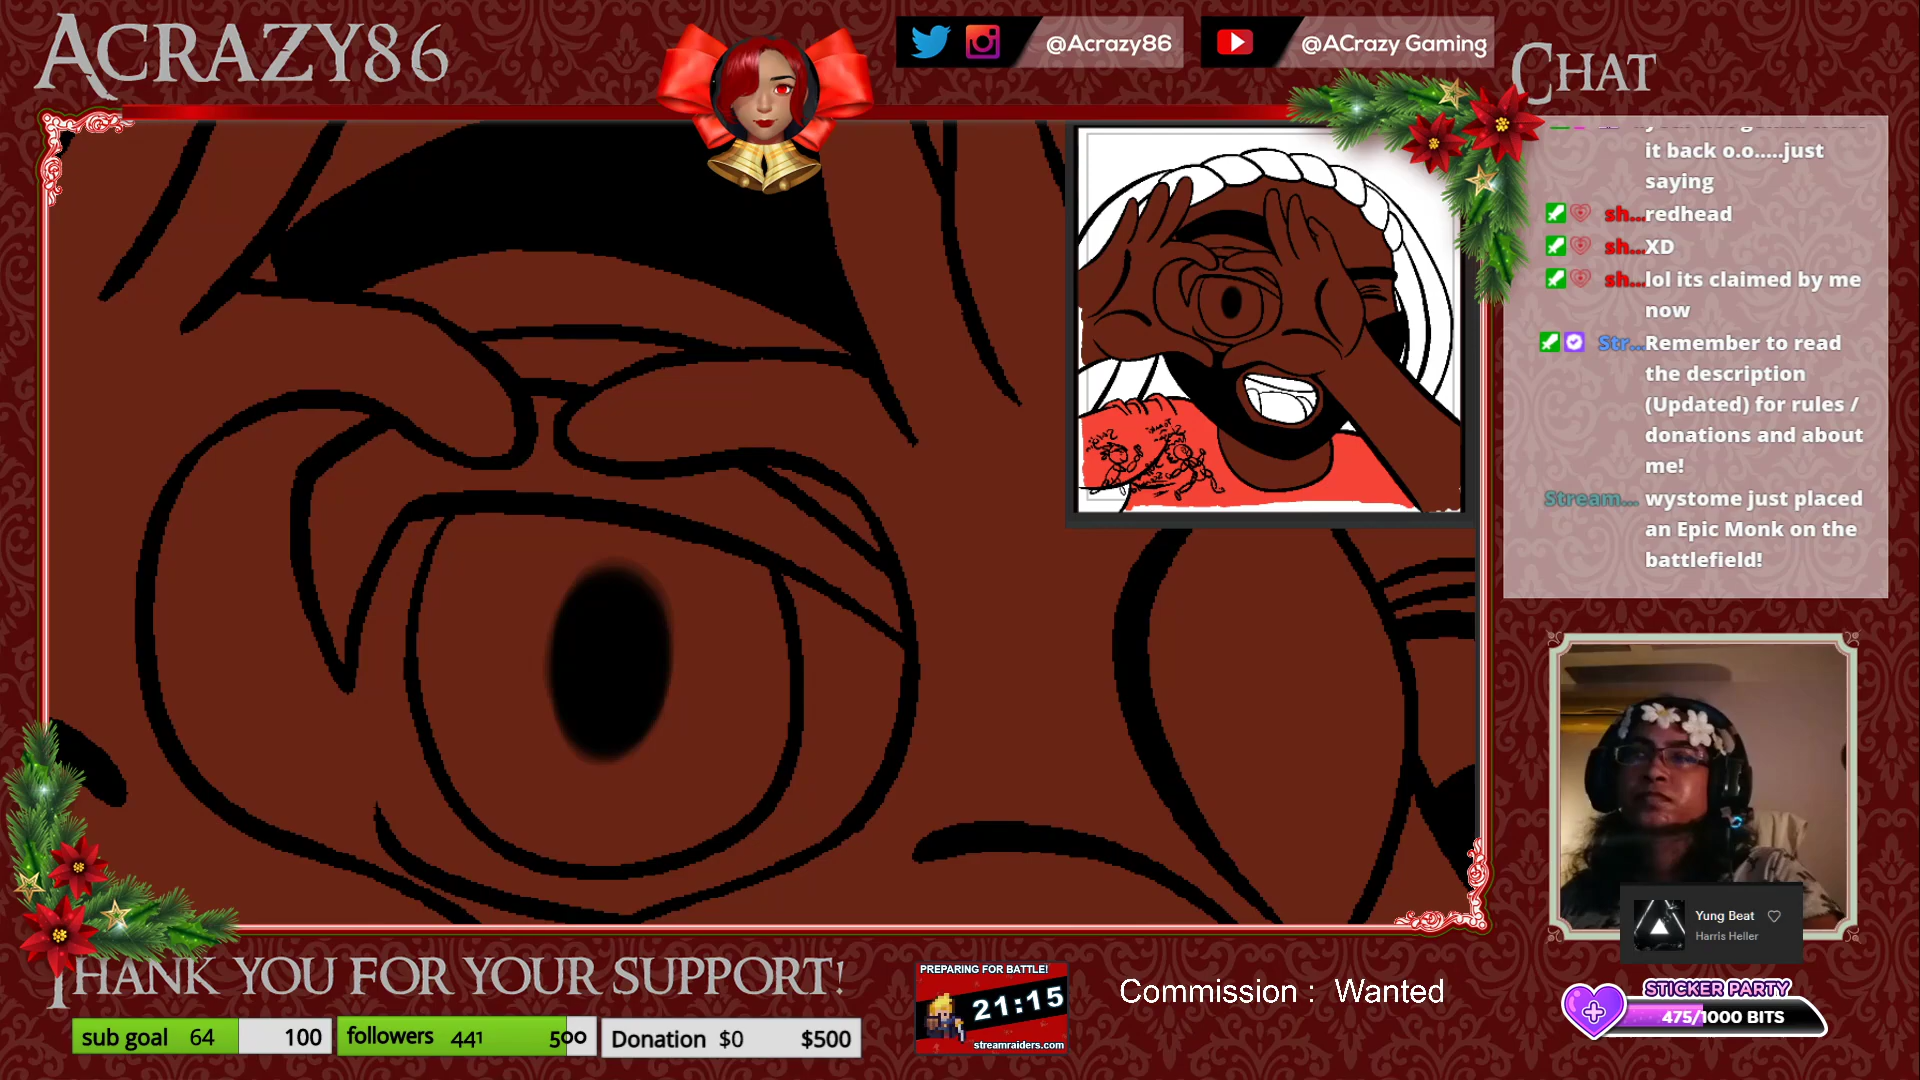 ACRAZY86
@Acrazy86
@ACrazy Gaming
CHAT
it back o.o.....just
saying
sh...redhead
sh...XD
sh...lol its claimed by me
now
Str...Remember to read
the description
(Updated) for rules /
donations and about
me!
Stream... wystome just placed
an Epic Monk on the
battlefield!
Yung Beat
Harris Heller
THANK YOU FOR YOUR SUPPORT!
sub goal 64 100
followers 441 500
Donation $0 $500
PREPARING FOR BATTLE!
21:15
streamraiders.com
Commission : Wanted
STICKER PARTY
475/1000 BITS